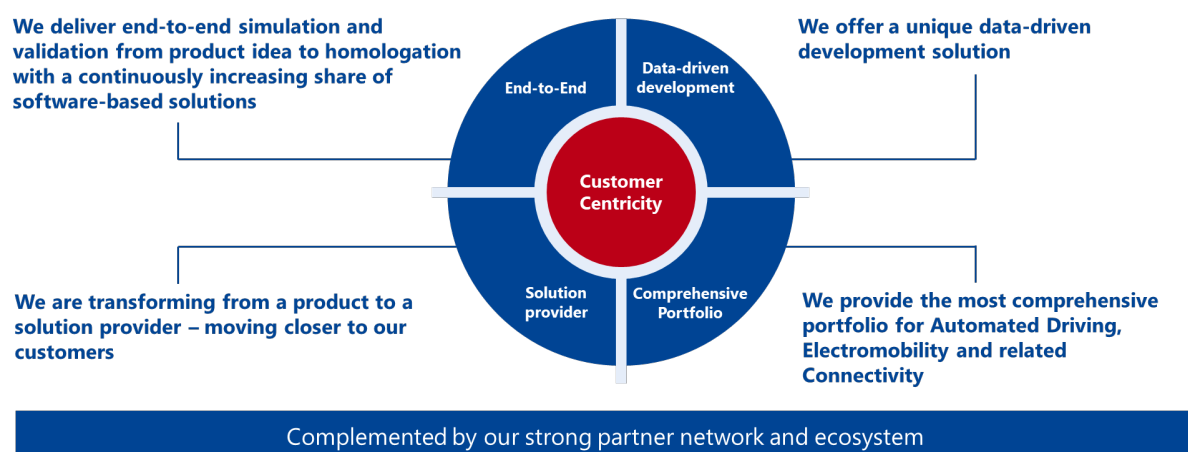 We deliver end-to-end simulation and
validation from product idea to homologation
with a continuously increasing share of
software-based solutions
End-to-End
Data-driven
development
We offer a unique data-driven
development solution
Customer
Centricity
We are transforming from a product to a
solution provider – moving closer to our
customers
Solution
provider
Comprehensive
Portfolio
We provide the most comprehensive
portfolio for Automated Driving,
Electromobility and related
Connectivity
Complemented by our strong partner network and ecosystem